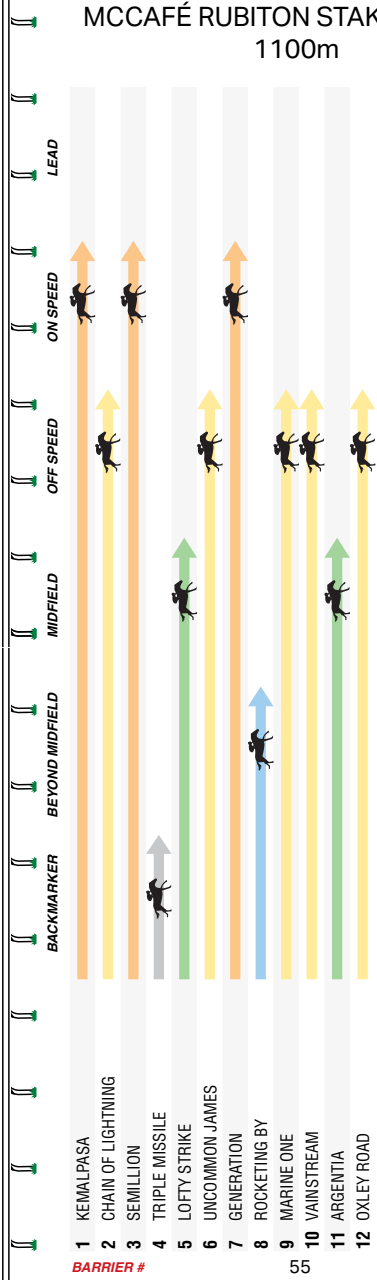 MCCAFÉ RUBITON STAK
1100m
LEAD
ON SPEED
OFF SPEED
MIDFIELD
BEYOND MIDFIELD
BACKMARKER
1 KEMALPASA
2 CHAIN OF LIGHTNING
3 SEMILLION
4 TRIPLE MISSILE
5 LOFTY STRIKE
6 UNCOMMON JAMES
7 GENERATION
8 ROCKETING BY
9 MARINE ONE
10 VAINSTREAM
11 ARGENTIA
12 OXLEY ROAD
BARRIER #
55